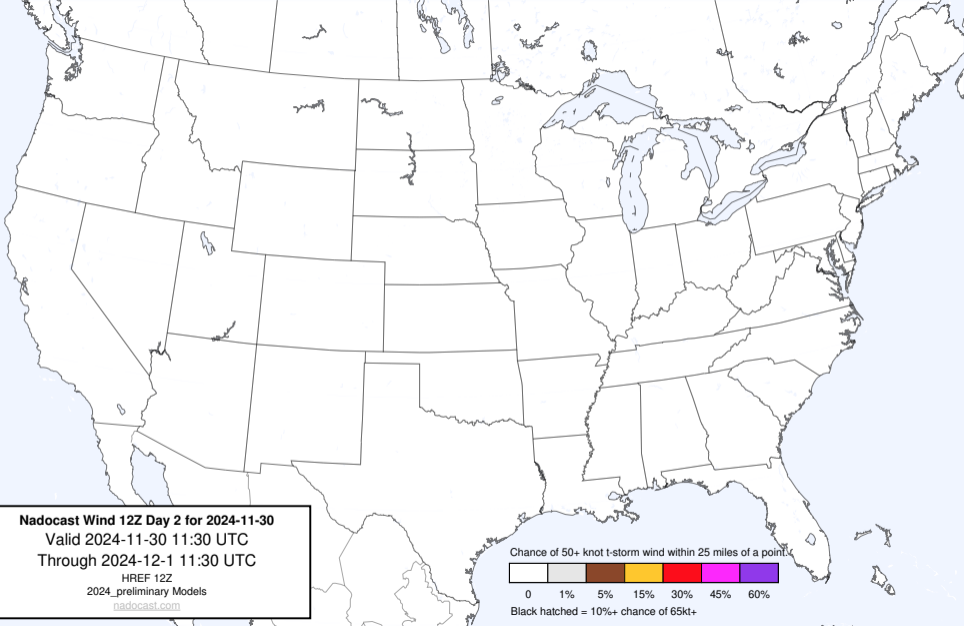 Nadocast Wind 12Z Day 2 for 2024-11-30
Valid 2024-11-30 11:30 UTC
Through 2024-12-1 11:30 UTC
HREF 12Z
2024_preliminary Models
nadocast.com
Chance of 50+ knot t-storm wind within 25 miles of a point.
0 1% 5% 15% 30% 45% 60%
Black hatched = 10%+ chance of 65kt+